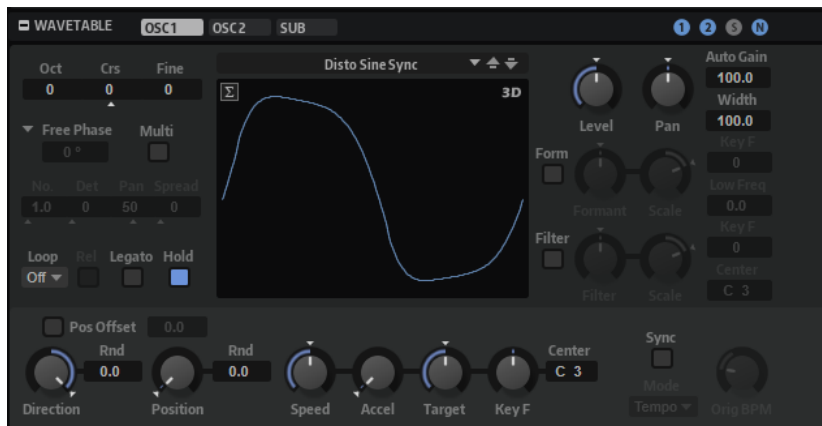 WAVETABLE OSC1 OSC2 SUB 1 2 S N
Oct Crs Fine
0 0 0
Free Phase Multi
0 °
No. Det Pan Spread
1.0 0 50 0
Loop Rel Legato Hold
Off
Disto Sine Sync
Σ 3D
Level Pan
Auto Gain
100.0
Width
100.0
Form
Formant Scale
Key F
0
Low Freq
0.0
Filter
Filter Scale
Key F
0
Center
C 3
Pos Offset 0.0
Rnd Rnd
0.0 0.0
Direction Position Speed Accel Target Key F
Center
C 3
Sync
Mode
Tempo
Orig BPM